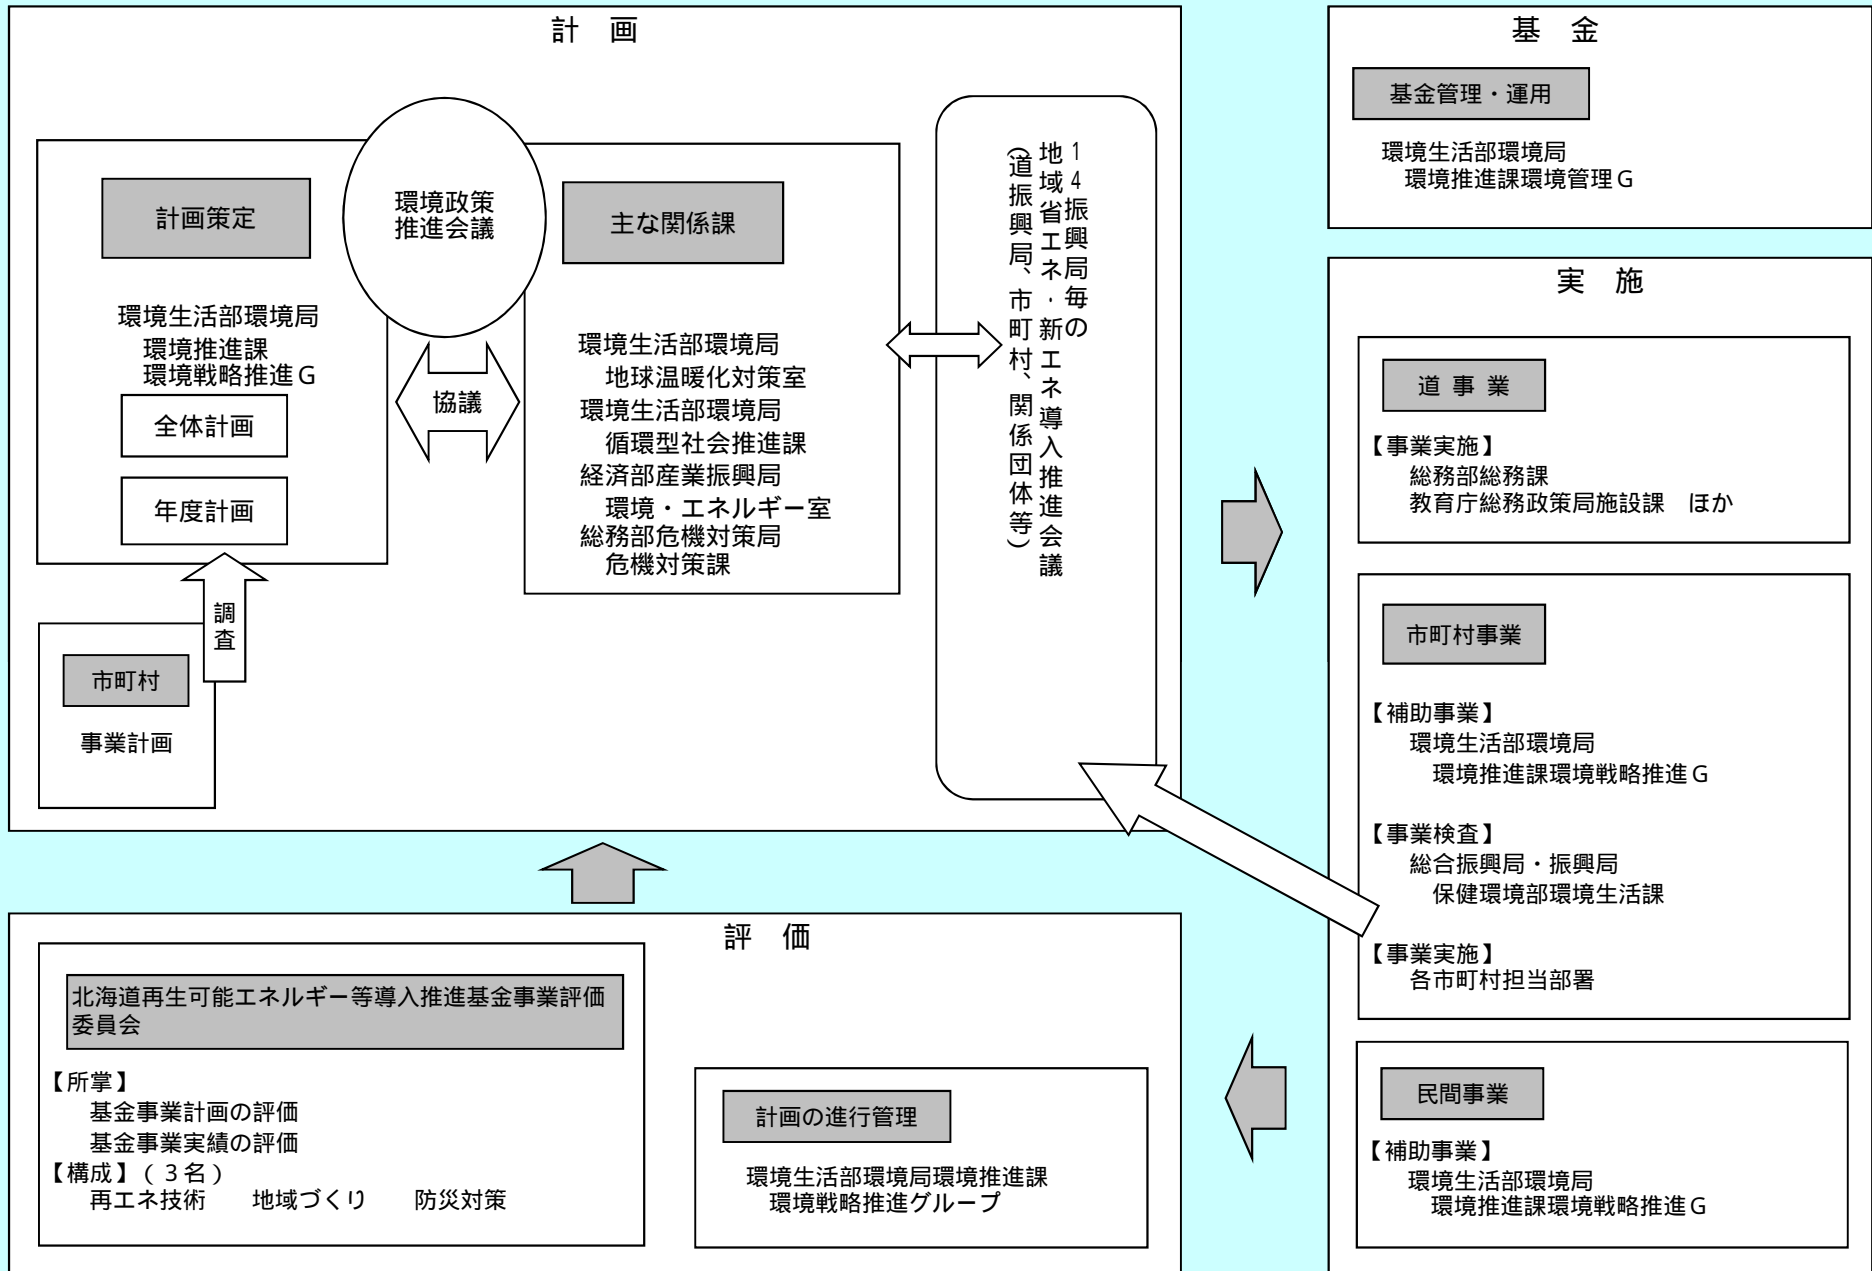 計　画
計画策定
環境生活部環境局
環境推進課
環境戦略推進G
全体計画
年度計画
調査
市町村
事業計画
環境政策
推進会議
協議
主な関係課
環境生活部環境局
地球温暖化対策室
環境生活部環境局
循環型社会推進課
経済部産業振興局
環境・エネルギー室
総務部危機対策局
危機対策課
14振興局毎の
地域省エネ・新エネ導入推進会議
(道振興局、市町村、関係団体等)
基　金
基金管理・運用
環境生活部環境局
環境推進課環境管理G
実　施
道 事 業
【事業実施】
総務部総務課
教育庁総務政策局施設課　ほか
市町村事業
【補助事業】
環境生活部環境局
環境推進課環境戦略推進G
【事業検査】
総合振興局・振興局
保健環境部環境生活課
【事業実施】
各市町村担当部署
民間事業
【補助事業】
環境生活部環境局
環境推進課環境戦略推進G
評　価
北海道再生可能エネルギー等導入推進基金事業評価
委員会
【所掌】
基金事業計画の評価
基金事業実績の評価
【構成】(3名)
再エネ技術　地域づくり　防災対策
計画の進行管理
環境生活部環境局環境推進課
環境戦略推進グループ